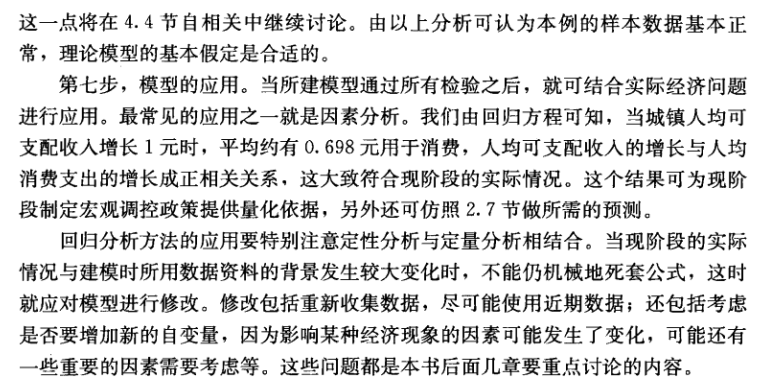 这一点将在 4.4 节自相关中继续讨论。由以上分析可认为本例的样本数据基本正
常，理论模型的基本假定是合适的。
第七步，模型的应用。当所建模型通过所有检验之后，就可结合实际经济问题
进行应用。最常见的应用之一就是因素分析。我们由回归方程可知，当城镇人均可
支配收入增长 1 元时，平均约有 0.698 元用于消费，人均可支配收入的增长与人均
消费支出的增长成正相关关系，这大致符合现阶段的实际情况。这个结果可为现阶
段制定宏观调控政策提供量化依据，另外还可仿照 2.7 节做所需的预测。
回归分析方法的应用要特别注意定性分析与定量分析相结合。当现阶段的实际
情况与建模时所用数据资料的背景发生较大变化时，不能仍机械地死套公式，这时
就应对模型进行修改。修改包括重新收集数据，尽可能使用近期数据；还包括考虑
是否要增加新的自变量，因为影响某种经济现象的因素可能发生了变化，可能还有
一些重要的因素需要考虑等。这些问题都是本书后面几章要重点讨论的内容。